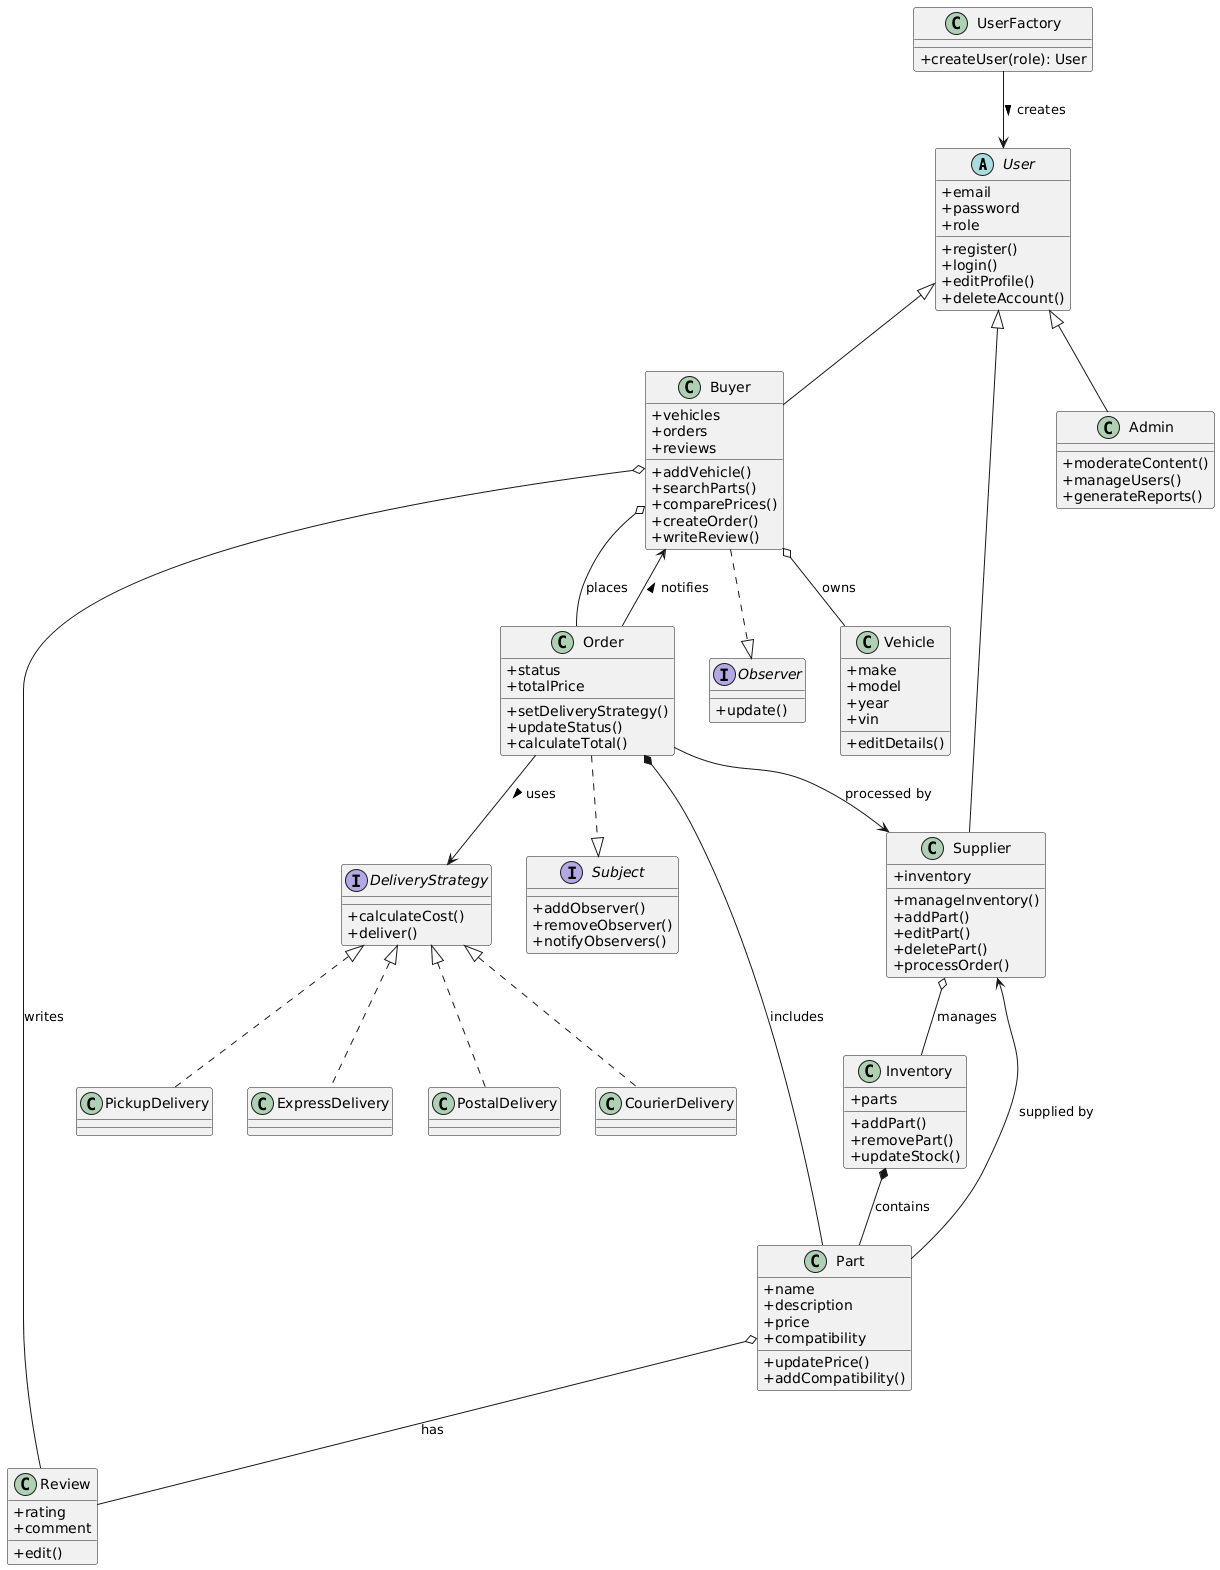 C UserFactory
+createUser(role): User
creates
A User
+email
+password
+role
+register()
+login()
+editProfile()
+deleteAccount()
C Buyer
+vehicles
+orders
+reviews
+addVehicle()
+searchParts()
+comparePrices()
+createOrder()
+writeReview()
C Admin
+moderateContent()
+manageUsers()
+generateReports()
places
notifies
owns
C Order
+status
+totalPrice
+setDeliveryStrategy()
+updateStatus()
+calculateTotal()
I Observer
+update()
C Vehicle
+make
+model
+year
+vin
+editDetails()
uses
processed by
I DeliveryStrategy
+calculateCost()
+deliver()
I Subject
+addObserver()
+removeObserver()
+notifyObservers()
C Supplier
+inventory
+manageInventory()
+addPart()
+editPart()
+deletePart()
+processOrder()
writes
includes
manages
C PickupDelivery
C ExpressDelivery
C PostalDelivery
C CourierDelivery
C Inventory
+parts
+addPart()
+removePart()
+updateStock()
supplied by
contains
C Part
+name
+description
+price
+compatibility
+updatePrice()
+addCompatibility()
has
C Review
+rating
+comment
+edit()